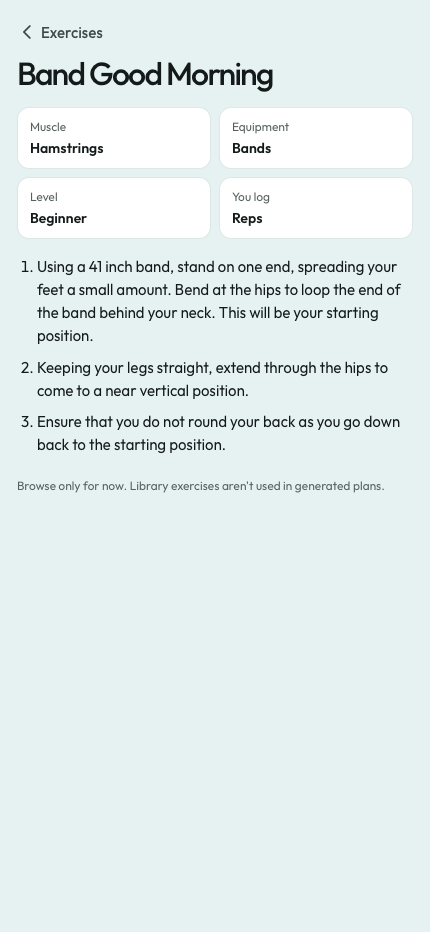 Exercises
Band Good Morning
Muscle
Hamstrings
Equipment
Bands
Level
Beginner
You log
Reps
1. Using a 41 inch band, stand on one end, spreading your
feet a small amount. Bend at the hips to loop the end of
the band behind your neck. This will be your starting
position.
2. Keeping your legs straight, extend through the hips to
come to a near vertical position.
3. Ensure that you do not round your back as you go down
back to the starting position.
Browse only for now. Library exercises aren't used in generated plans.